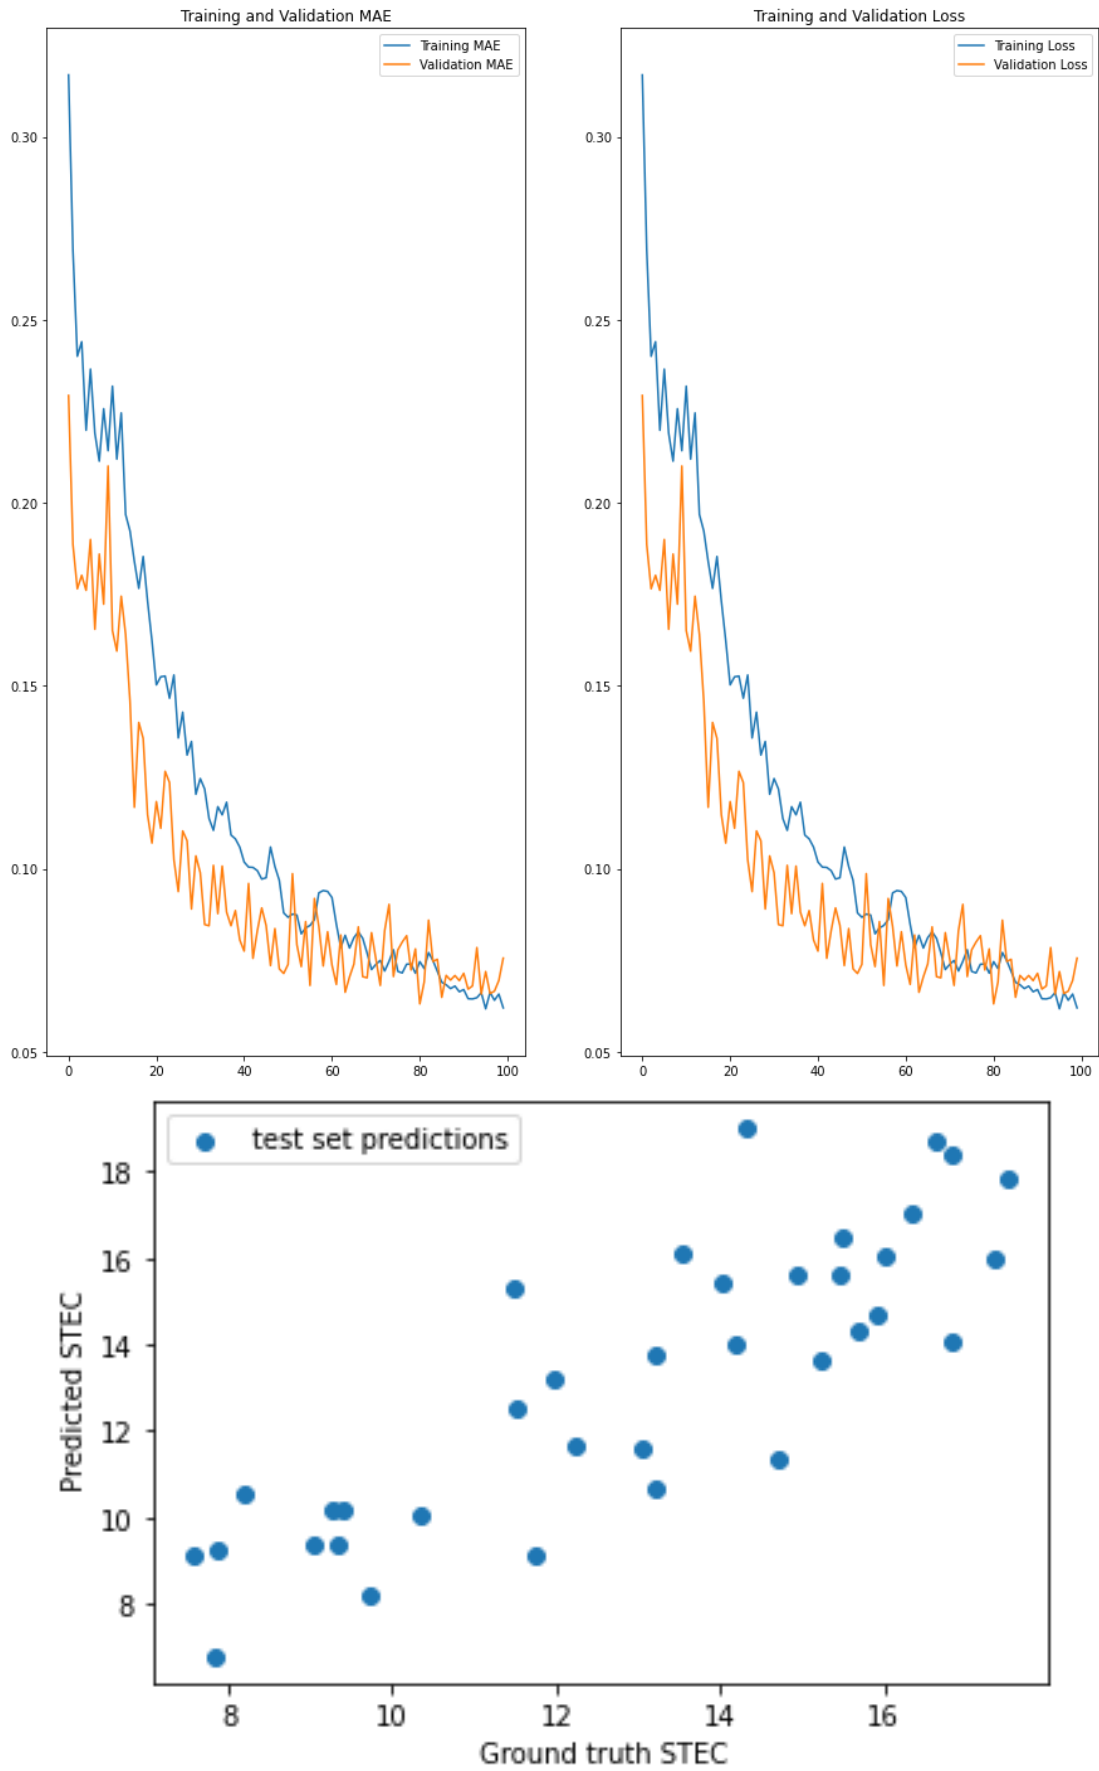 Training and Validation MAE
Training MAE
Validation MAE
0.30
0.25
0.20
0.15
0.10
0.05
0 20 40 60 80 100
Training and Validation Loss
Training Loss
Validation Loss
0.30
0.25
0.20
0.15
0.10
0.05
0 20 40 60 80 100
test set predictions
Predicted STEC
18
16
14
12
10
8
8 10 12 14 16
Ground truth STEC